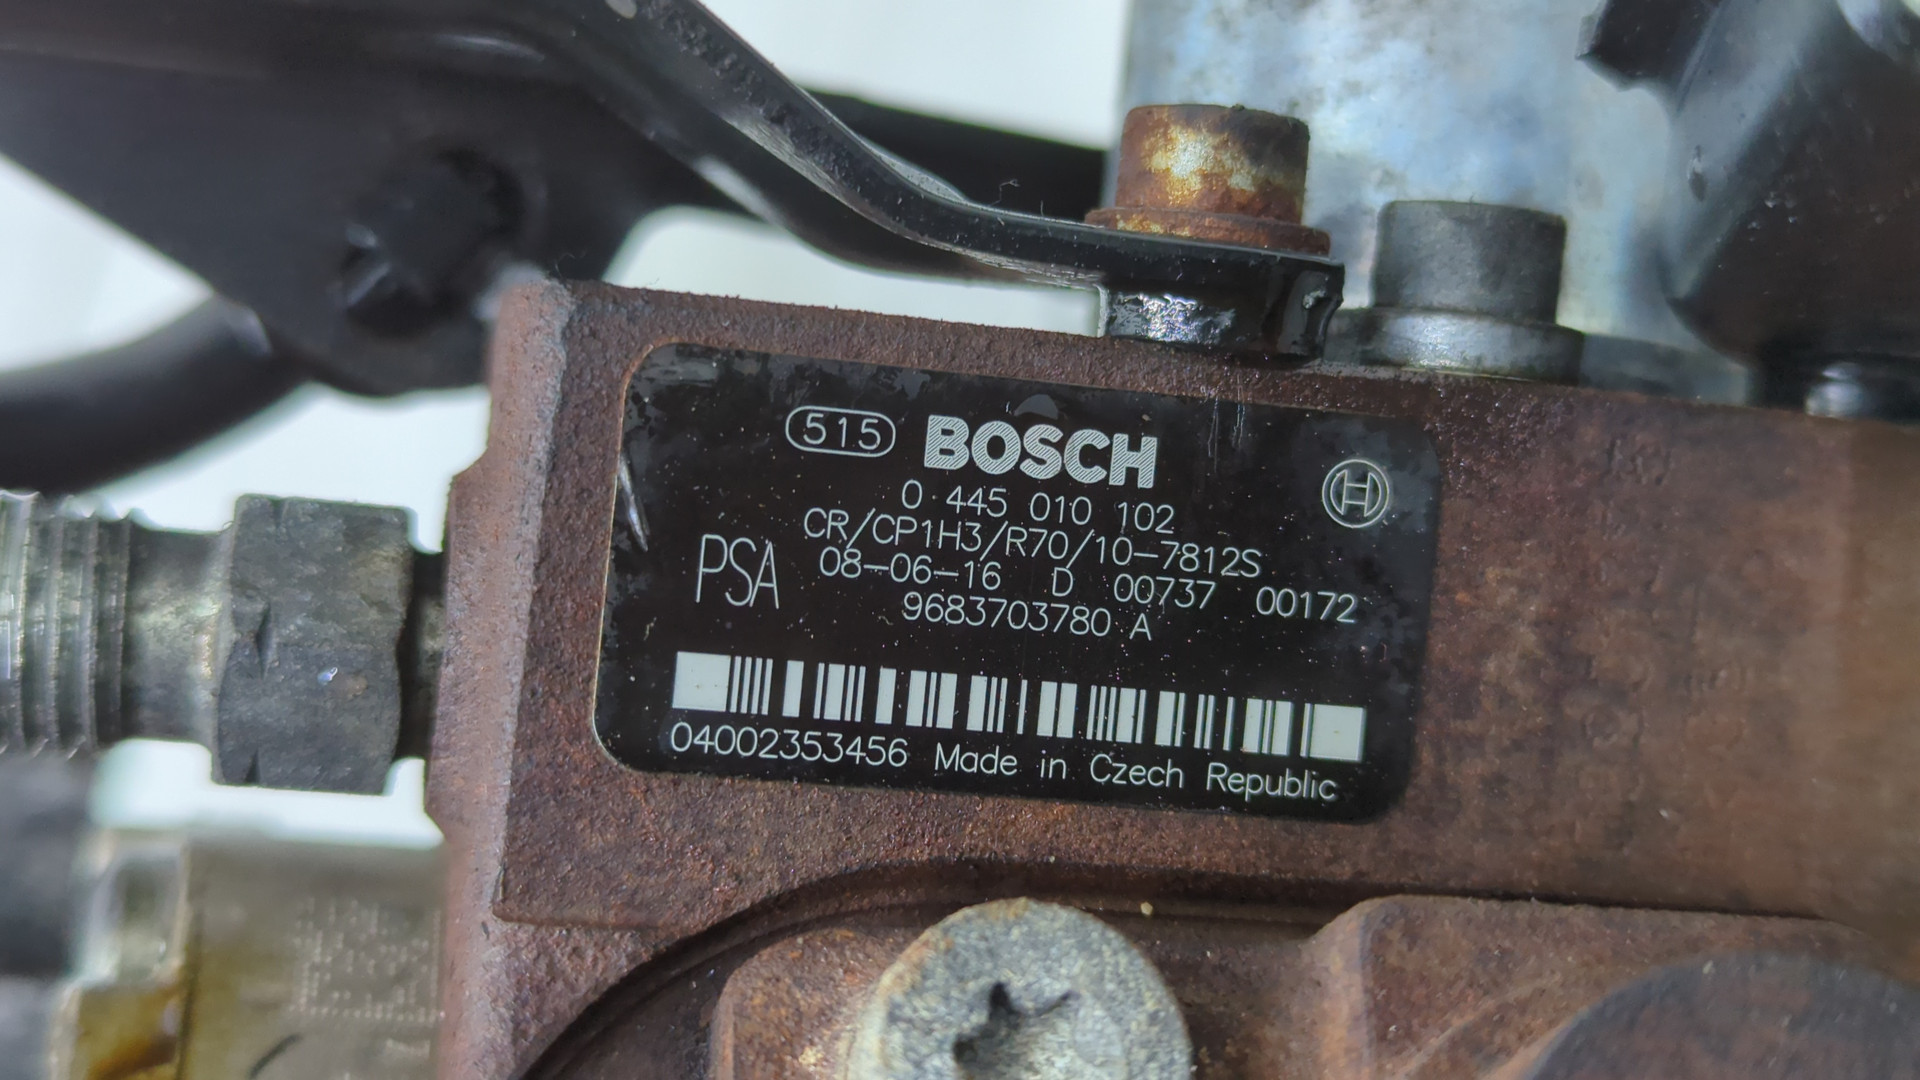 515 BOSCH
0 445 010 102
CR/CP1H3/R70/10-7812S
PSA 08-06-16 D 00737 00172
9683703780 A
04002353456 Made in Czech Republic